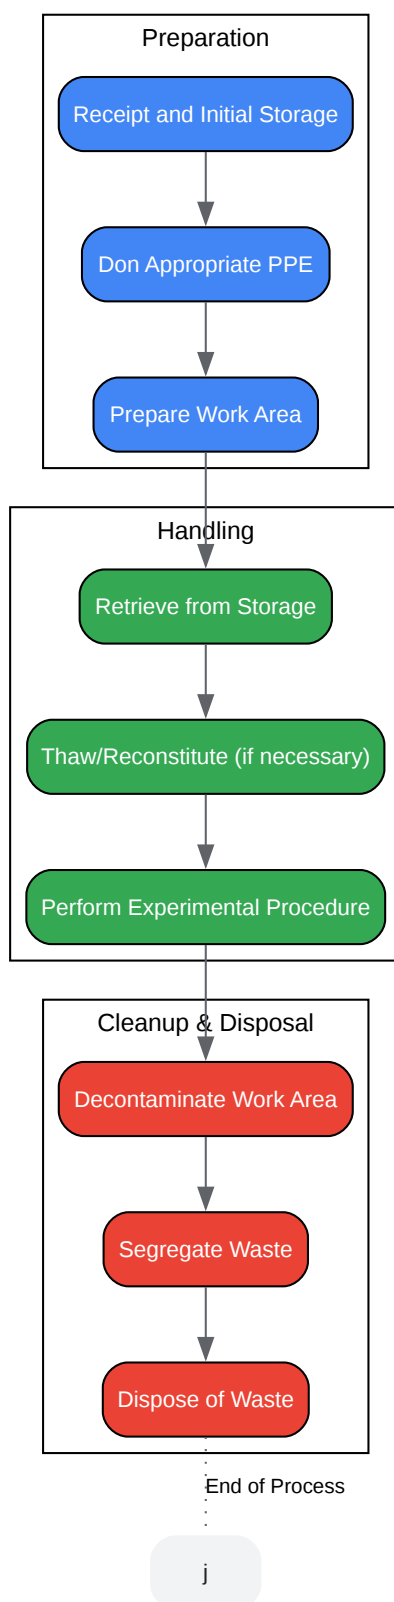 Preparation
Receipt and Initial Storage
Don Appropriate PPE
Prepare Work Area
Handling
Retrieve from Storage
Thaw/Reconstitute (if necessary)
Perform Experimental Procedure
Cleanup & Disposal
Decontaminate Work Area
Segregate Waste
Dispose of Waste
End of Process
j